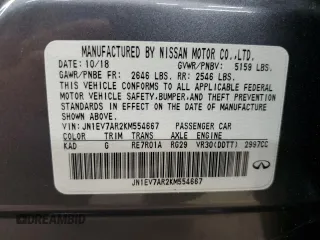 MANUFACTURED BY NISSAN MOTOR CO.,LTD.
DATE: 10/18 GVWR/PNBV: 5159 LBS.
GAWR/PNBE FR: 2646 LBS. RR: 2546 LBS.
THIS VEHICLE CONFORMS TO ALL APPLICABLE FEDERAL
MOTOR VEHICLE SAFETY, BUMPER, AND THEFT PREVENTION
STANDARDS IN EFFECT ON THE DATE OF MANUFACTURE
SHOWN ABOVE.
VIN: JN1EV7AR2KM554667 PASSENGER CAR
COLOR TRIM TRANS AXLE ENGINE
KAD G RE7R01A RG29 VR30(DDTT) 2997CC
JN1EV7AR2KM554667
INFINITI
© AutoBidMaster